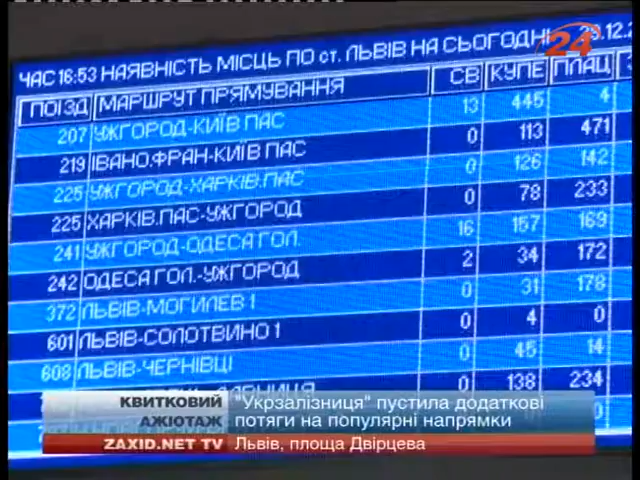 ЧАС 16:53 НАЯВНІСТЬ МІСЦЬ ПО ст. ЛЬВІВ НА СЬОГОДНІ
24
ПОЇЗД МАРШРУТ ПРЯМУВАННЯ СВ КУПЕ ПЛАЦ
207 УЖГОРОД-КИЇВ ПАС 13 445 4
219 ІВАНО.ФРАН-КИЇВ ПАС 0 113 471
225 УЖГОРОД-ХАРКІВ.ПАС 0 126 142
225 ХАРКІВ.ПАС-УЖГОРОД 0 78 233
241 УЖГОРОД-ОДЕСА ГОЛ. 16 157 169
242 ОДЕСА ГОЛ.-УЖГОРОД 2 34 172
372 ЛЬВІВ-МОГИЛЕВ 1 0 31 178
601 ЛЬВІВ-СОЛОТВИНО 1 0 4 0
608 ЛЬВІВ-ЧЕРНІВЦІ 0 45 14
0 138 234
КВИТКОВИЙ АЖІОТАЖ
"Укрзалізниця" пустила додаткові
потяги на популярні напрямки
ZAXID.NET TV Львів, площа Двірцева